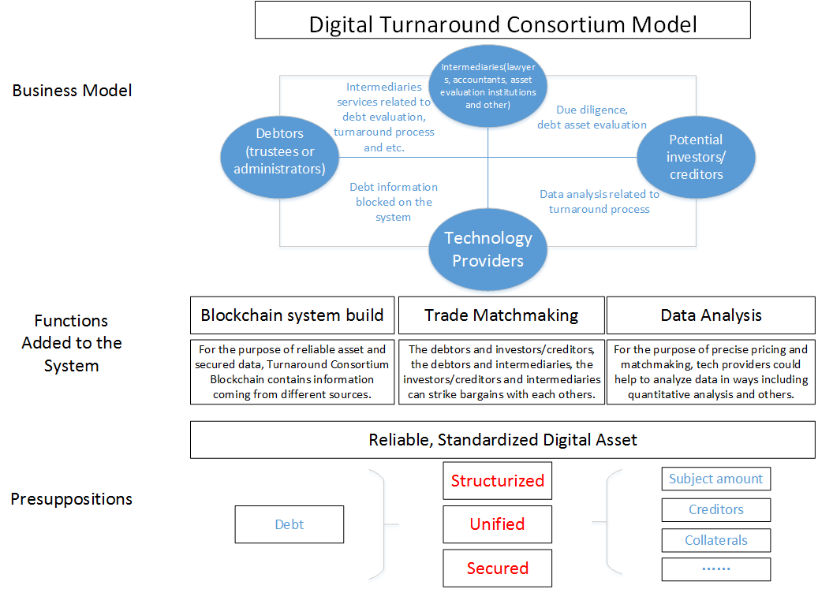 Digital Turnaround Consortium Model
Business Model
Intermediaries(lawyer
s, accountants, asset
evaluation institutions
and other)
Intermediaries
services related to
debt evaluation,
turnaround process
and etc.
Due diligence,
debt asset evaluation
Debtors
(trustees or
administrators)
Potential
investors/
creditors
Debt information
blocked on the
system
Data analysis related to
turnaround process
Technology
Providers
Functions
Added to the
System
Blockchain system build
Trade Matchmaking
Data Analysis
For the purpose of reliable asset and
secured data, Turnaround Consortium
Blockchain contains information
coming from different sources.
The debtors and investors/creditors,
the debtors and intermediaries, the
investors/creditors and intermediaries
can strike bargains with each others.
For the purpose of precise pricing and
matchmaking, tech providers could
help to analyze data in ways including
quantitative analysis and others.
Reliable, Standardized Digital Asset
Presuppositions
Debt
Structurized
Unified
Secured
Subject amount
Creditors
Collaterals
······